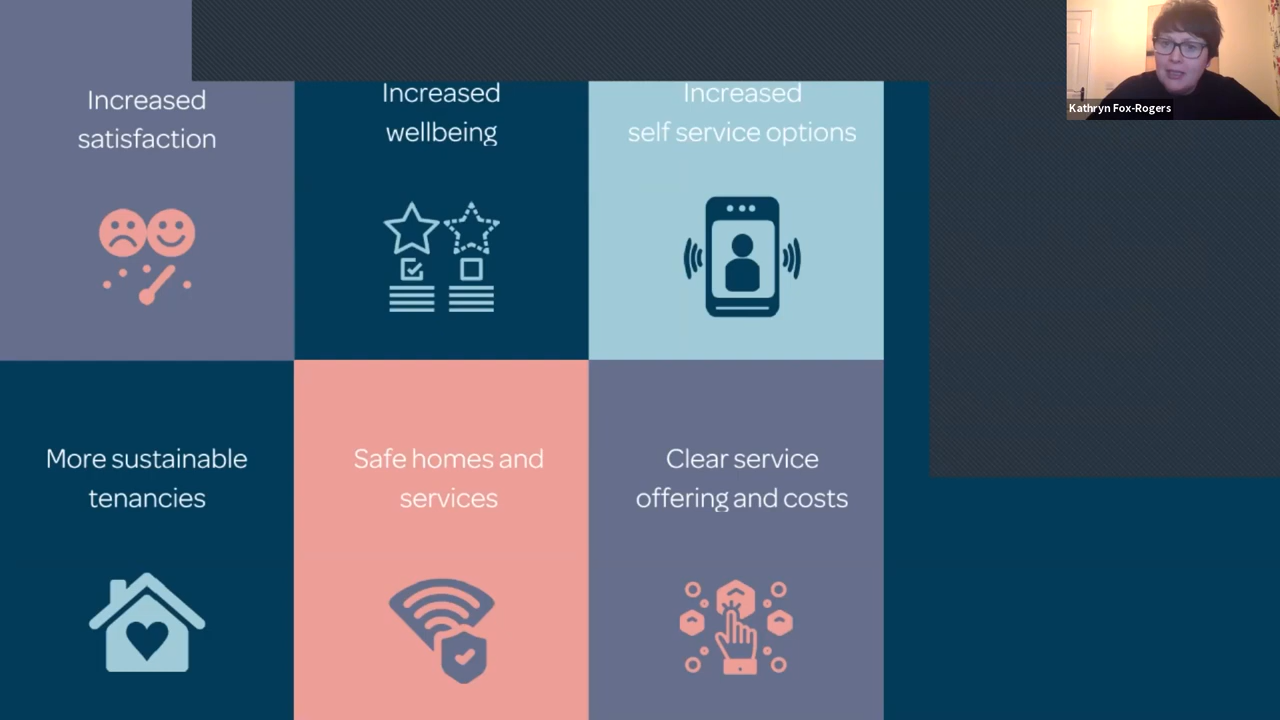 Increased
satisfaction
Increased
wellbeing
Increased
self service options
Kathryn Fox-Rogers
More sustainable
tenancies
Safe homes and
services
Clear service
offering and costs